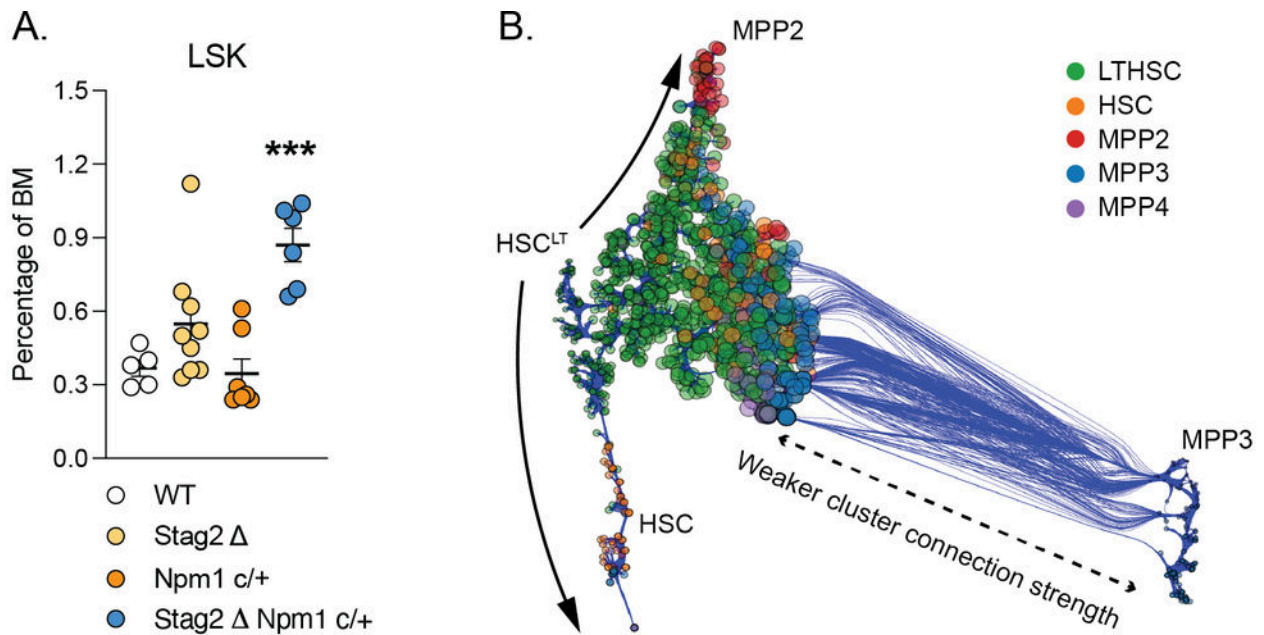 A.
LSK
1.5
1.2
0.9
0.6
0.3
0.0
Percentage of BM
***
WT
Stag2 Δ
Npm1 c/+
Stag2 Δ Npm1 c/+
B.
MPP2
HSCᴸᵀ
HSC
MPP3
Weaker cluster connection strength
LTHSC
HSC
MPP2
MPP3
MPP4